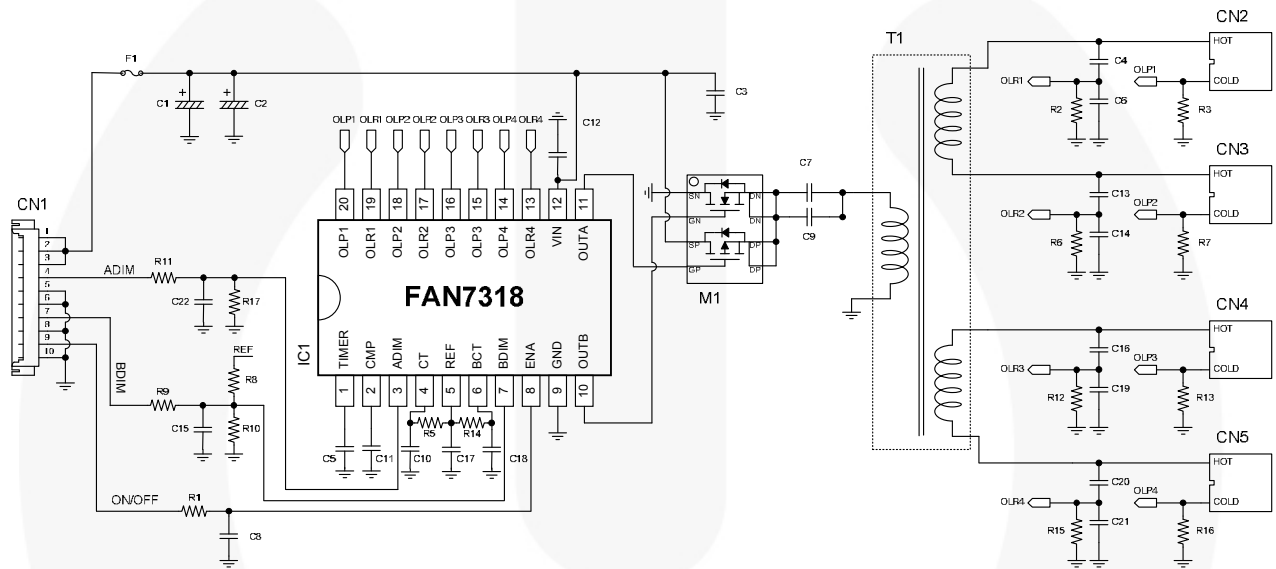 CN2
T1
HOT
F1
C4
OLR1
OLP1
COLD
C1
C2
C3
C6
R2
R3
OLP1
OLR1
OLP2
OLR2
OLP3
OLR3
OLP4
OLR4
C12
CN3
HOT
C7
C13
OLR2
OLP2
COLD
C9
C14
R6
R7
SN
DN
GN
DN
SP
DP
GP
DP
M1
CN1
1
2
3
4
5
6
7
8
9
10
ADIM
R11
C22
R17
20
19
18
17
16
15
14
13
12
11
OLP1
OLR1
OLP2
OLR2
OLP3
OLP3
OLP4
OLR4
VIN
OUTA
FAN7318
IC1
TIMER
CMP
ADIM
CT
REF
BCT
BDIM
ENA
GND
OUTB
1
2
3
4
5
6
7
8
9
10
CN4
HOT
C16
OLR3
OLP3
COLD
C19
R12
R13
REF
R8
BDIM
R9
C15
R10
R5
R14
C5
C11
C10
C17
C18
CN5
HOT
C20
OLR4
OLP4
COLD
C21
R15
R16
ON/OFF
R1
C8